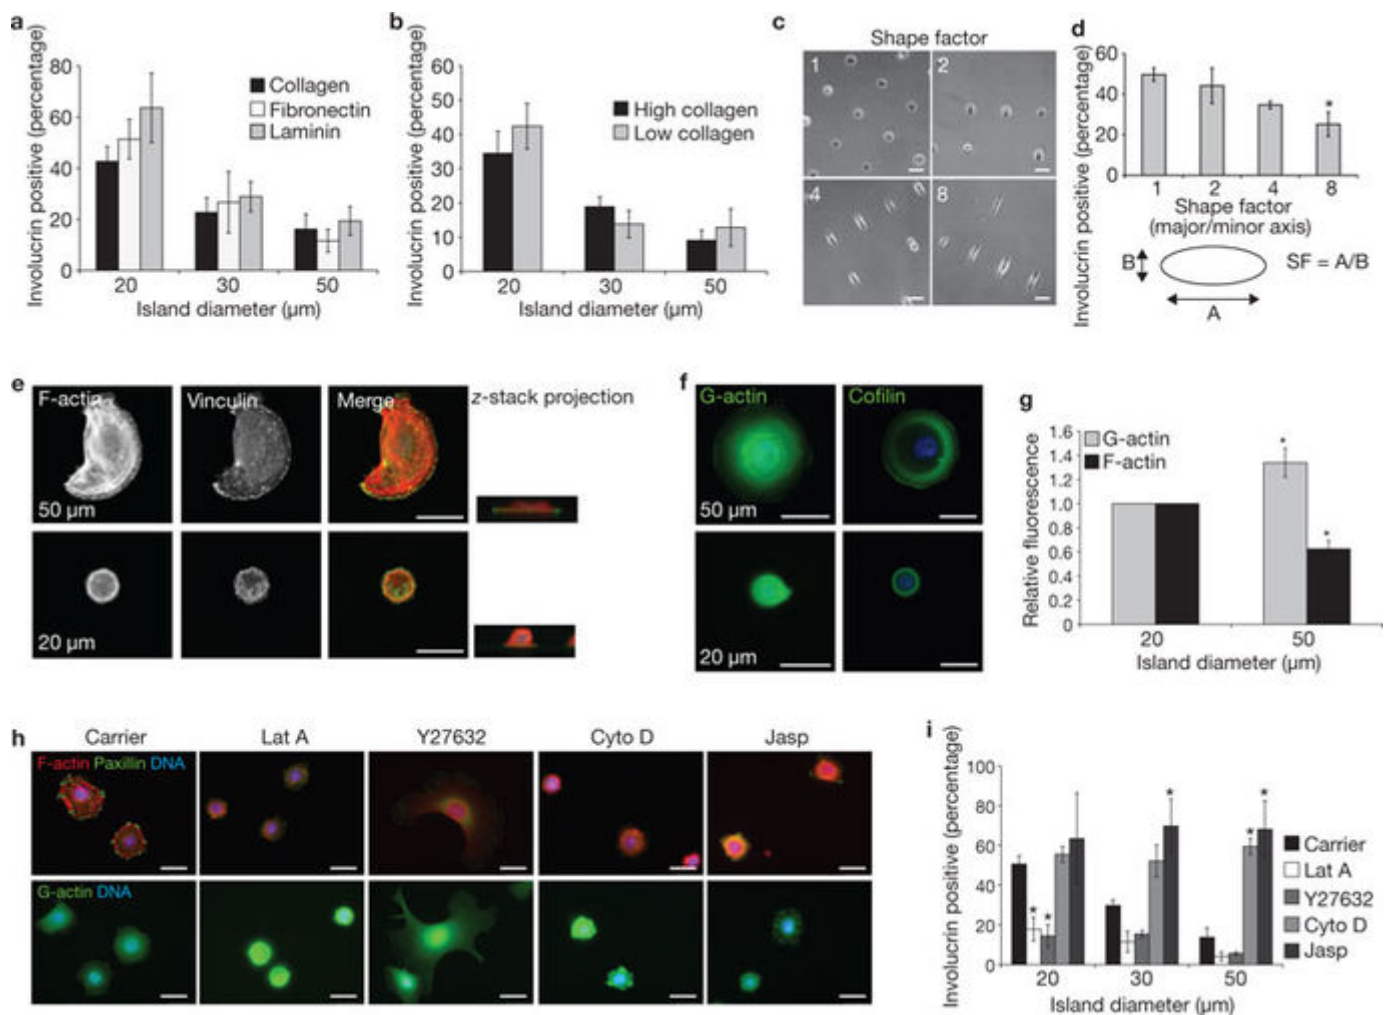 a
Involucrin positive (percentage)
80
60
40
20
0
Collagen
Fibronectin
Laminin
20 30 50
Island diameter (µm)
b
Involucrin positive (percentage)
60
50
40
30
20
10
0
High collagen
Low collagen
20 30 50
Island diameter (µm)
c
Shape factor
1 2
4 8
d
Involucrin positive (percentage)
60
40
20
0
*
1 2 4 8
Shape factor
(major/minor axis)
B
SF = A/B
A
e
F-actin Vinculin Merge z-stack projection
50 µm
20 µm
f
G-actin Cofilin
50 µm
20 µm
g
Relative fluorescence
1.6
1.4
1.2
1.0
0.8
0.6
0.4
0.2
0
G-actin
F-actin
*
*
20 50
Island diameter (µm)
h
Carrier Lat A Y27632 Cyto D Jasp
F-actin Paxillin DNA
G-actin DNA
i
Involucrin positive (percentage)
100
80
60
40
20
0
* * * * *
Carrier
Lat A
Y27632
Cyto D
Jasp
20 30 50
Island diameter (µm)